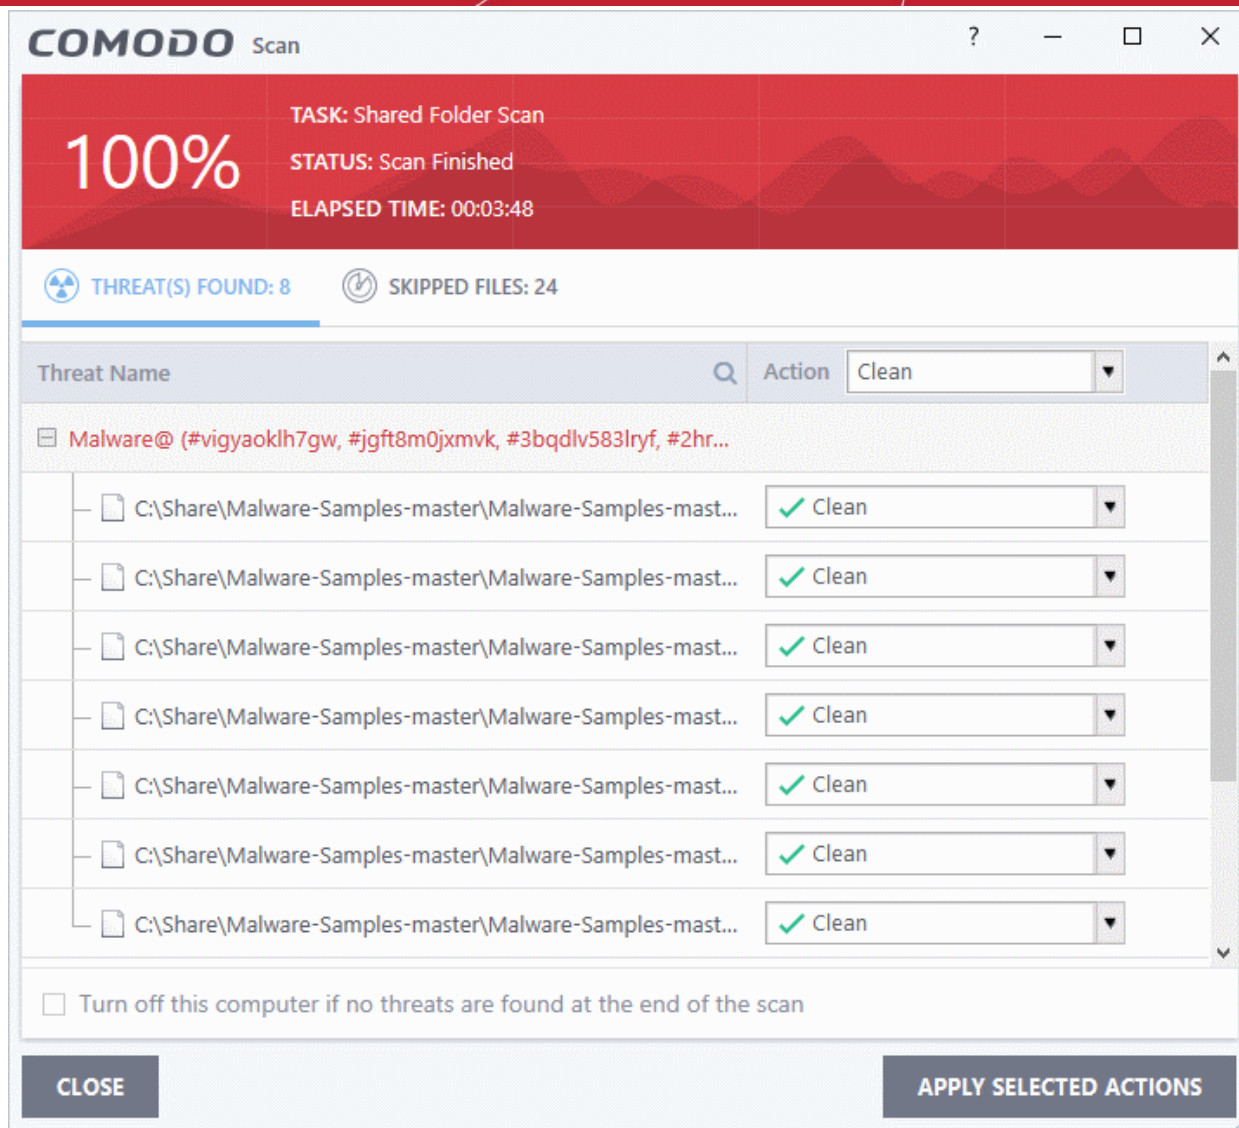 COMODO Scan ?
100%
TASK: Shared Folder Scan
STATUS: Scan Finished
ELAPSED TIME: 00:03:48
THREAT(S) FOUND: 8 SKIPPED FILES: 24
Threat Name Action Clean
Malware@ (#vigyaoklh7gw, #jgft8m0jxmvk, #3bqdlv583lryf, #2hr...
C:\Share\Malware-Samples-master\Malware-Samples-mast... Clean
C:\Share\Malware-Samples-master\Malware-Samples-mast... Clean
C:\Share\Malware-Samples-master\Malware-Samples-mast... Clean
C:\Share\Malware-Samples-master\Malware-Samples-mast... Clean
C:\Share\Malware-Samples-master\Malware-Samples-mast... Clean
C:\Share\Malware-Samples-master\Malware-Samples-mast... Clean
C:\Share\Malware-Samples-master\Malware-Samples-mast... Clean
Turn off this computer if no threats are found at the end of the scan
CLOSE APPLY SELECTED ACTIONS